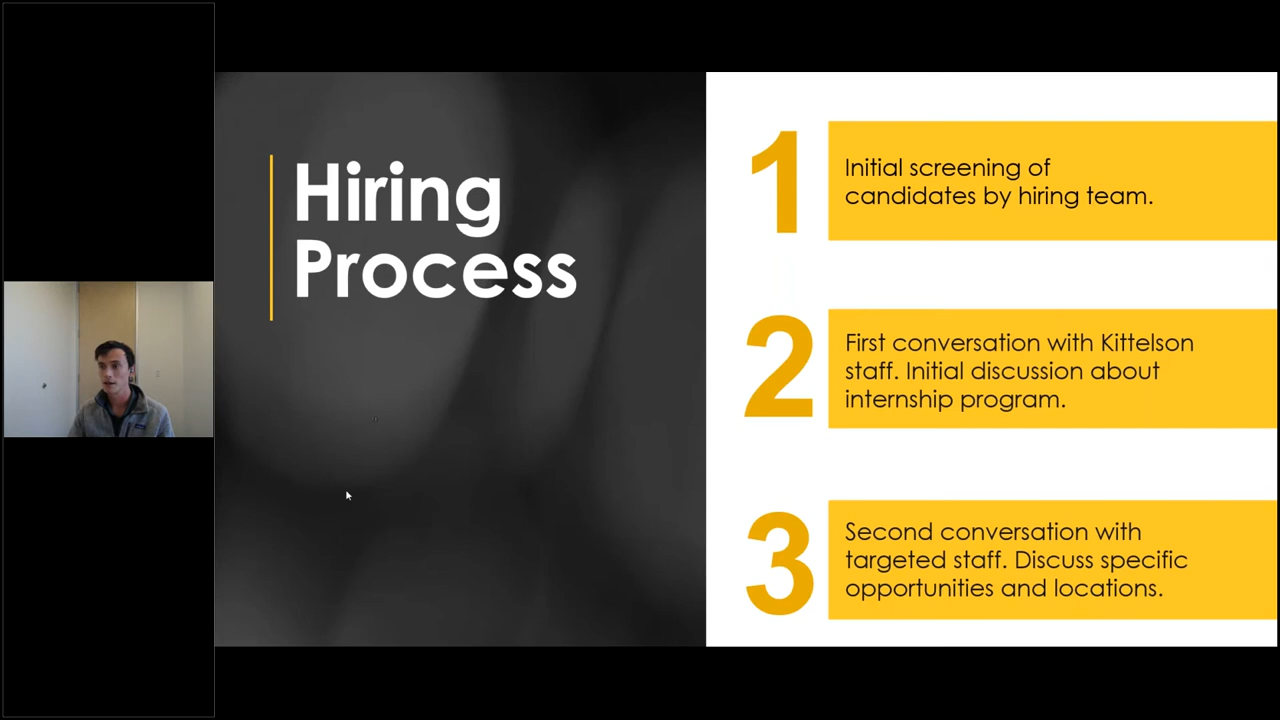 Hiring
Process
1
Initial screening of
candidates by hiring team.
2
First conversation with Kittelson
staff. Initial discussion about
internship program.
3
Second conversation with
targeted staff. Discuss specific
opportunities and locations.